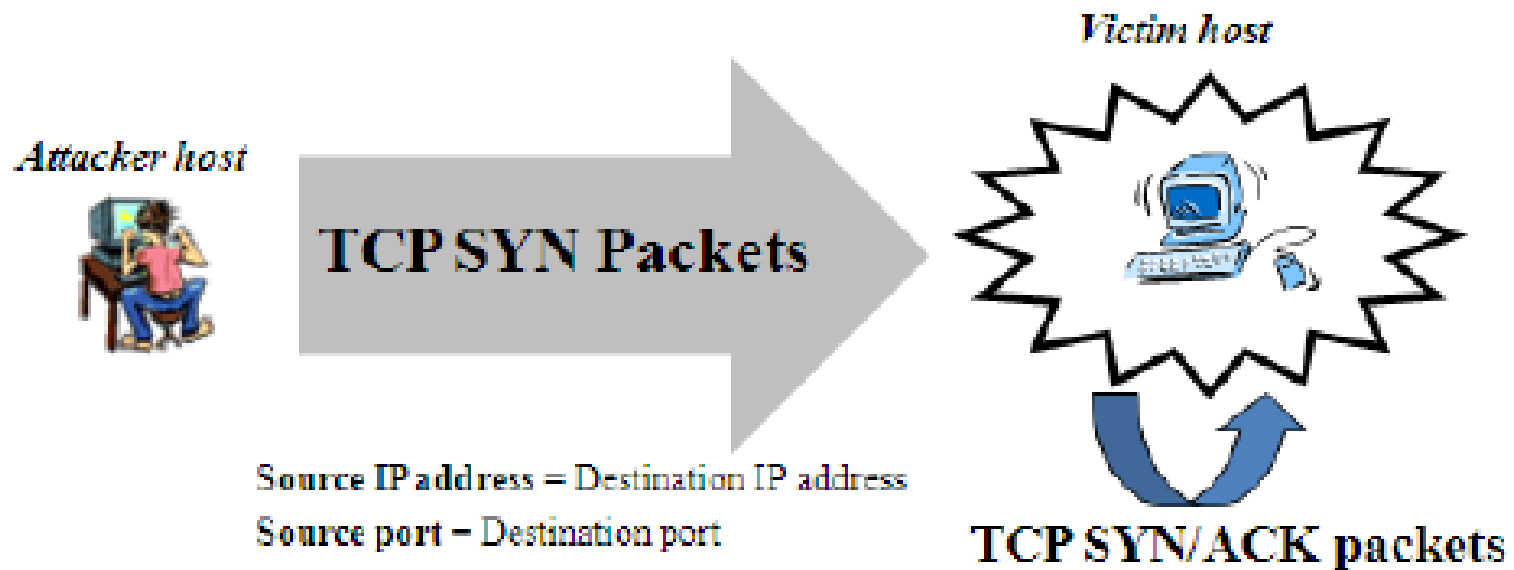 Victim host
Attacker host
TCP SYN Packets
Source IP address = Destination IP address
Source port = Destination port
TCP SYN/ACK packets